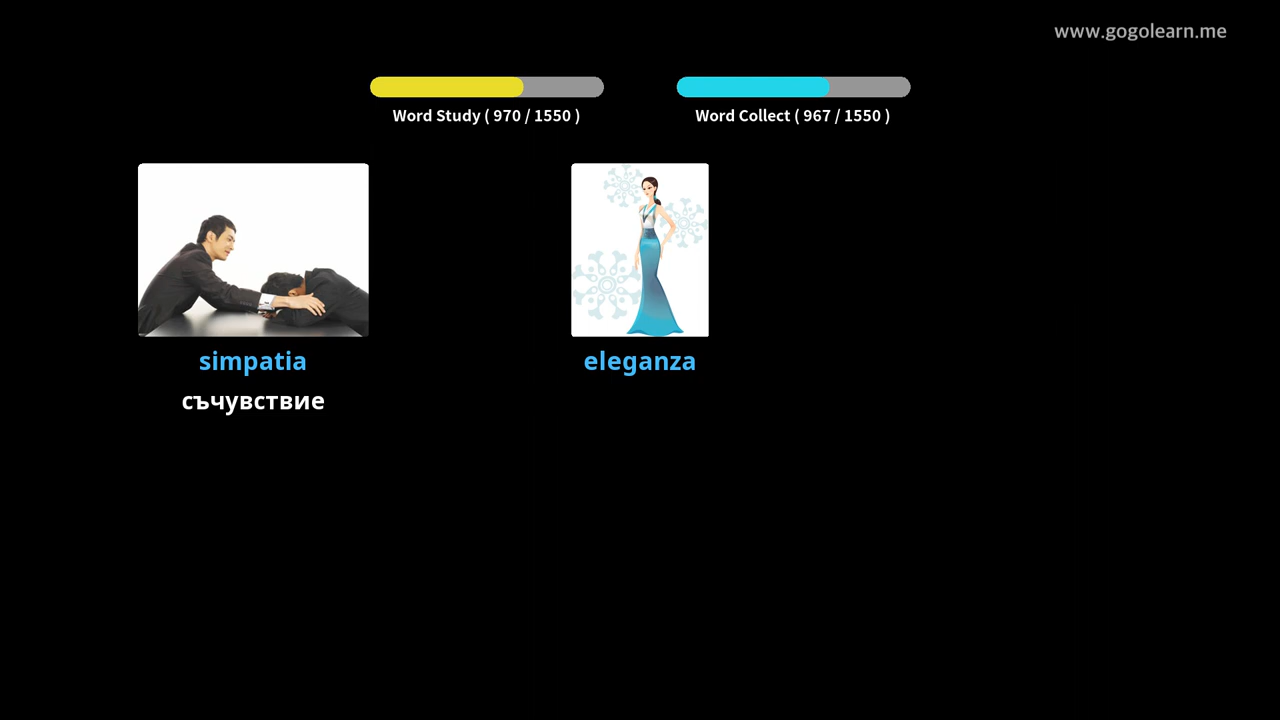 www.gogolearn.me
Word Study ( 970 / 1550 )
Word Collect ( 967 / 1550 )
simpatia
eleganza
съчувствие